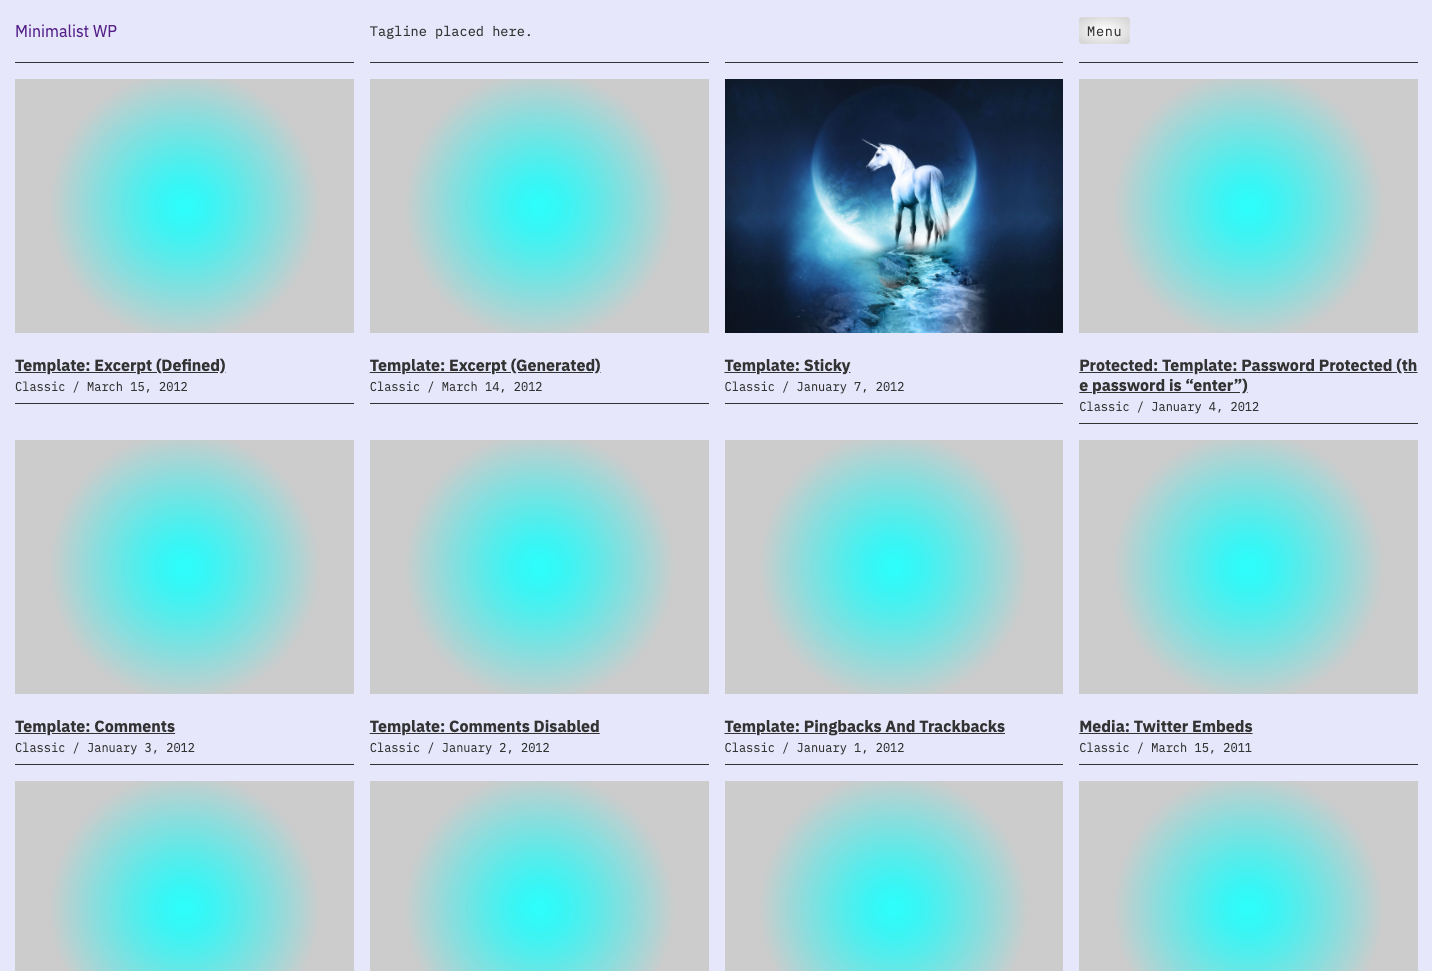 Minimalist WP
Tagline placed here.
Menu
Template: Excerpt (Defined)
Classic / March 15, 2012
Template: Excerpt (Generated)
Classic / March 14, 2012
Template: Sticky
Classic / January 7, 2012
Protected: Template: Password Protected (th
e password is “enter”)
Classic / January 4, 2012
Template: Comments
Classic / January 3, 2012
Template: Comments Disabled
Classic / January 2, 2012
Template: Pingbacks And Trackbacks
Classic / January 1, 2012
Media: Twitter Embeds
Classic / March 15, 2011